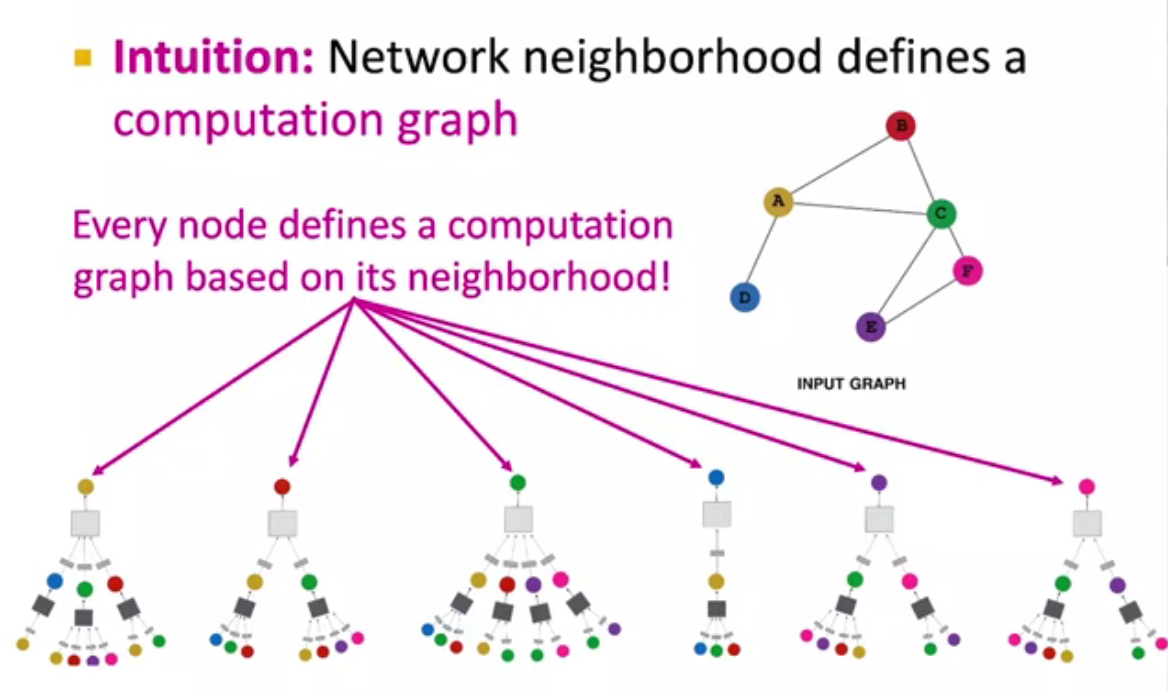 Intuition: Network neighborhood defines a
computation graph
Every node defines a computation
graph based on its neighborhood!
B
A
C
F
D
E
INPUT GRAPH